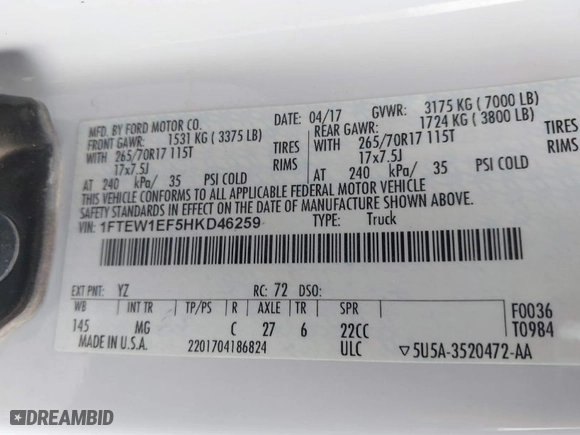 MFD. BY FORD MOTOR CO. DATE: 04/17 GVWR: 3175 KG ( 7000 LB)
FRONT GAWR: 1531 KG ( 3375 LB) REAR GAWR: 1724 KG ( 3800 LB)
WITH 265/70R17 115T TIRES WITH 265/70R17 115T TIRES
17x7.5J RIMS 17x7.5J RIMS
AT 240 kPa/ 35 PSI COLD AT 240 kPa/ 35 PSI COLD
THIS VEHICLE CONFORMS TO ALL APPLICABLE FEDERAL MOTOR VEHICLE
SAFETY STANDARDS IN EFFECT ON THE DATE OF MANUFACTURE SHOWN ABOVE.
VIN: 1FTEW1EF5HKD46259 TYPE: Truck
EXT PNT: YZ RC: 72 DSO:
WB INT TR TP/PS R AXLE TR SPR
145 MG C 27 6 22CC
F0036
T0984
MADE IN U.S.A. 2201704186824 ULC ▽5U5A-3520472-AA
DREAMBID